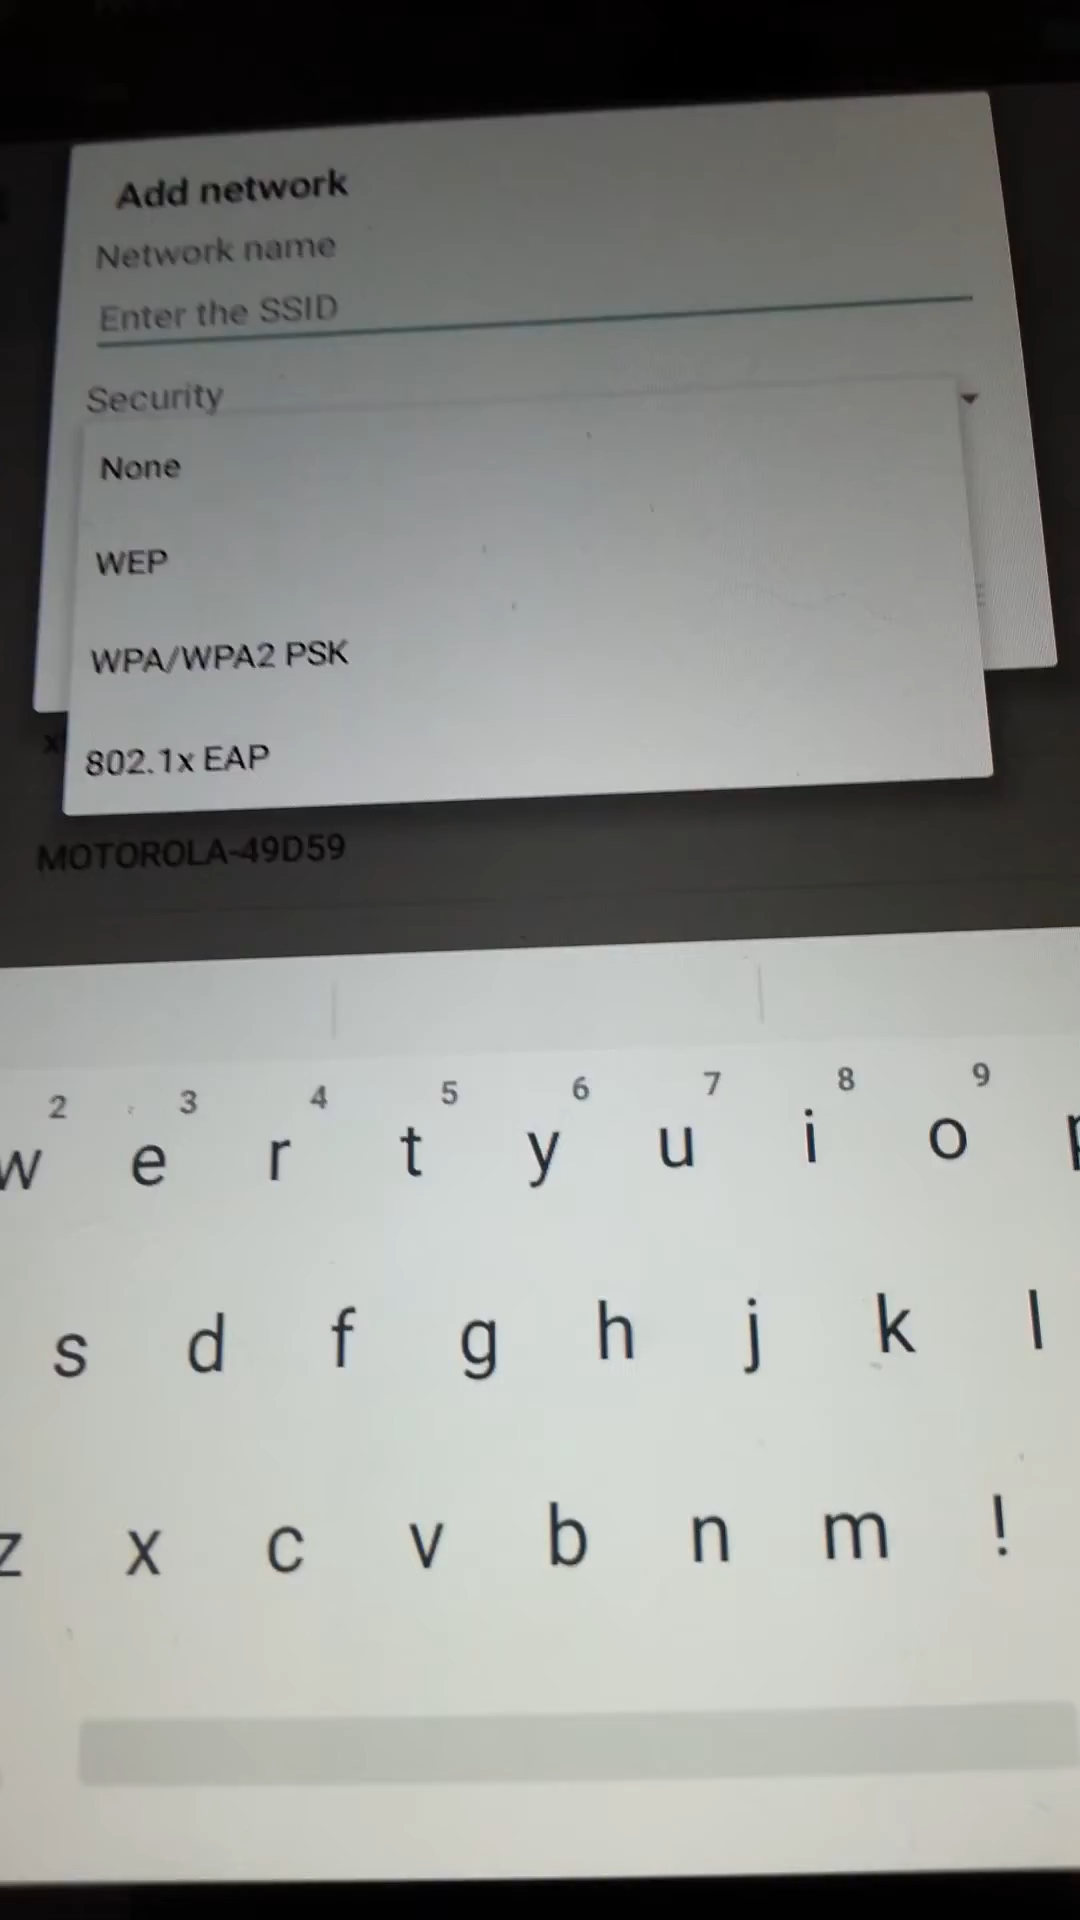 Add network
Network name
Enter the SSID
Security
None
WEP
WPA/WPA2 PSK
802.1x EAP
x
MOTOROLA-49D59
2 3 4 5 6 7 8 9
w e r t y u i o p
s d f g h j k l
z x c v b n m !